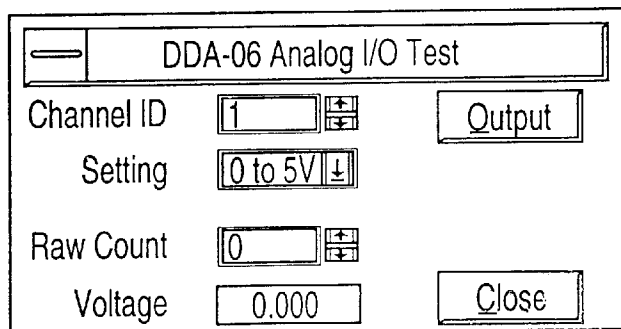 DDA-06 Analog I/O Test
Channel ID 1 Output
Setting 0 to 5V
Raw Count 0
Voltage 0.000 Close